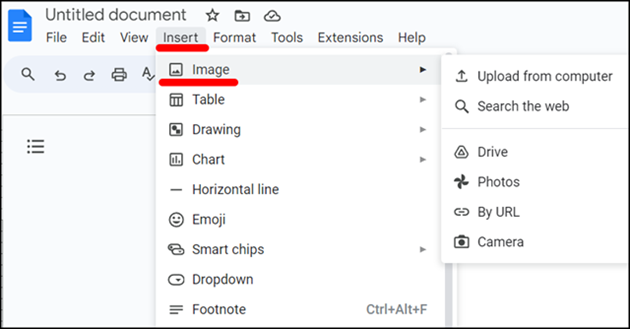 Untitled document
File Edit View Insert Format Tools Extensions Help
Image
Table
Drawing
Chart
Horizontal line
Emoji
Smart chips
Dropdown
Footnote Ctrl+Alt+F
Upload from computer
Search the web
Drive
Photos
By URL
Camera